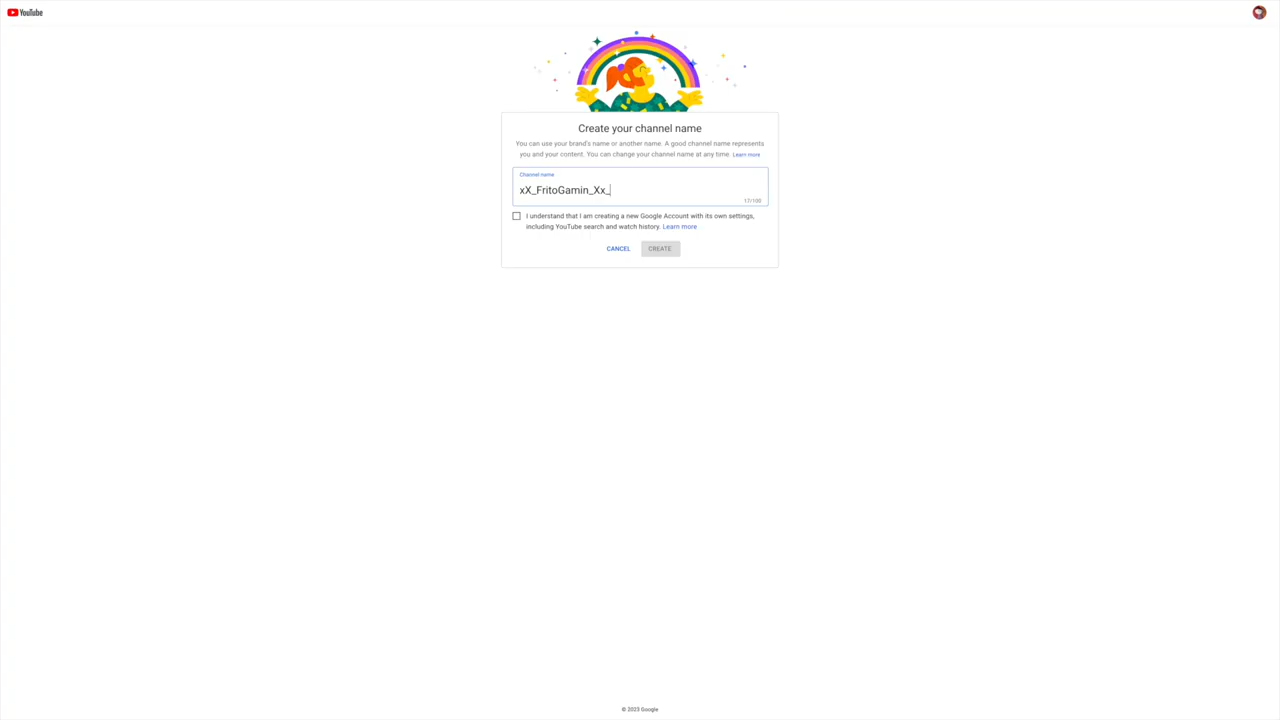 YouTube
Create your channel name
You can use your brand's name or another name. A good channel name represents
you and your content. You can change your channel name at any time. Learn more
Channel name
xX_FritoGamin_Xx_
17/100
I understand that I am creating a new Google Account with its own settings,
including YouTube search and watch history. Learn more
CANCEL CREATE
© 2023 Google